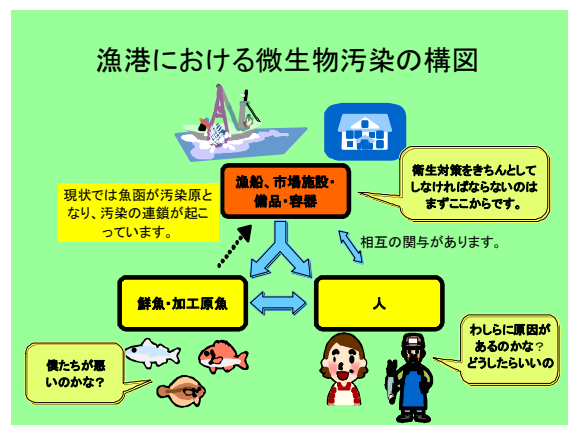 漁港における微生物汚染の構図
漁船、市場施設・
備品・容器
衛生対策をきちんとして
しなければならないのは
まずここからです。
現状では魚函が汚染原と
なり、汚染の連鎖が起こ
っています。
相互の関与があります。
鮮魚・加工原魚
人
僕たちが悪
いのかな?
わしらに原因が
あるのかな?
どうしたらいいの